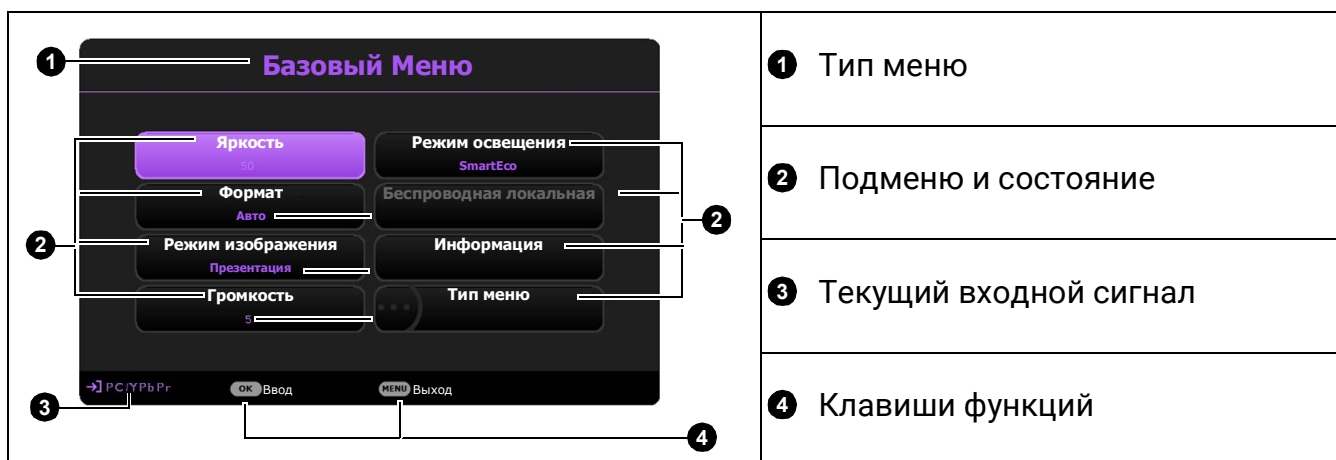 Базовый Меню
Яркость
50
Режим освещения
SmartEco
Формат
Авто
Беспроводная локальная
Режим изображения
Презентация
Информация
Громкость
5
Тип меню
PC/YPbPr
OK Ввод
MENU Выход
1
2
2
3
4
1 Тип меню
2 Подменю и состояние
3 Текущий входной сигнал
4 Клавиши функций